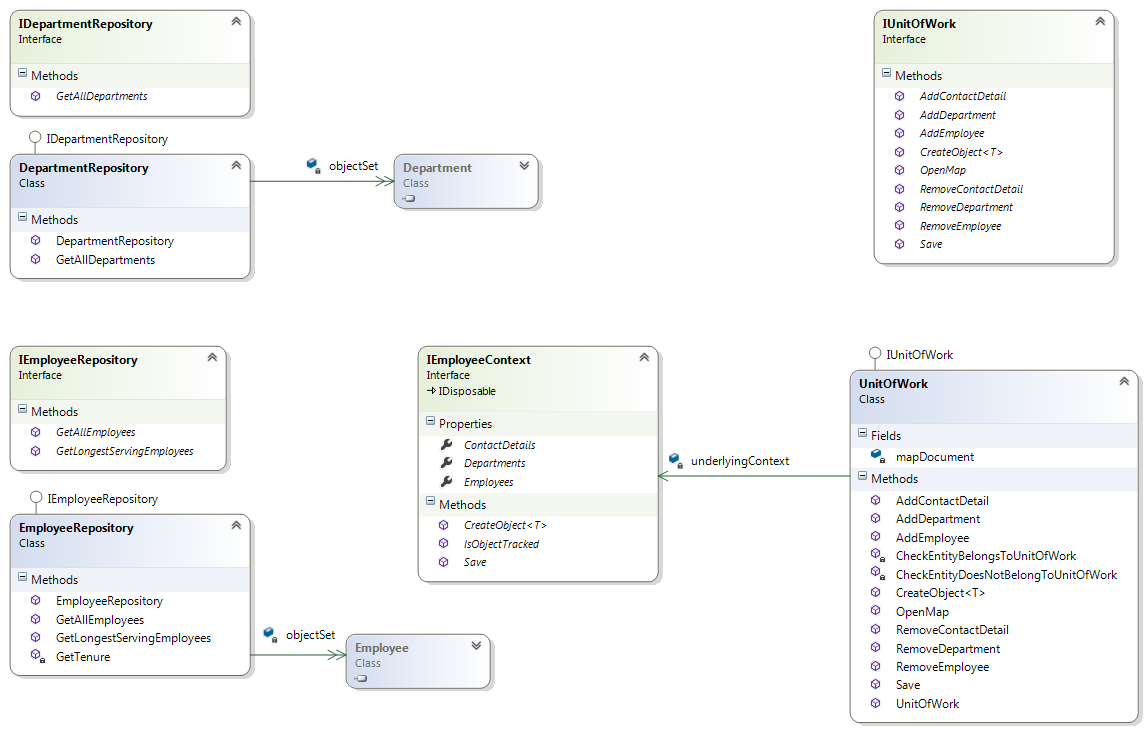 IDepartmentRepository
Interface
Methods
GetAllDepartments
IDepartmentRepository
DepartmentRepository
Class
Methods
DepartmentRepository
GetAllDepartments
objectSet
Department
Class
IUnitOfWork
Interface
Methods
AddContactDetail
AddDepartment
AddEmployee
CreateObject<T>
OpenMap
RemoveContactDetail
RemoveDepartment
RemoveEmployee
Save
IEmployeeRepository
Interface
Methods
GetAllEmployees
GetLongestServingEmployees
IEmployeeRepository
EmployeeRepository
Class
Methods
EmployeeRepository
GetAllEmployees
GetLongestServingEmployees
GetTenure
objectSet
Employee
Class
IEmployeeContext
Interface
IDisposable
Properties
ContactDetails
Departments
Employees
Methods
CreateObject<T>
IsObjectTracked
Save
underlyingContext
IUnitOfWork
UnitOfWork
Class
Fields
mapDocument
Methods
AddContactDetail
AddDepartment
AddEmployee
CheckEntityBelongsToUnitOfWork
CheckEntityDoesNotBelongToUnitOfWork
CreateObject<T>
OpenMap
RemoveContactDetail
RemoveDepartment
RemoveEmployee
Save
UnitOfWork